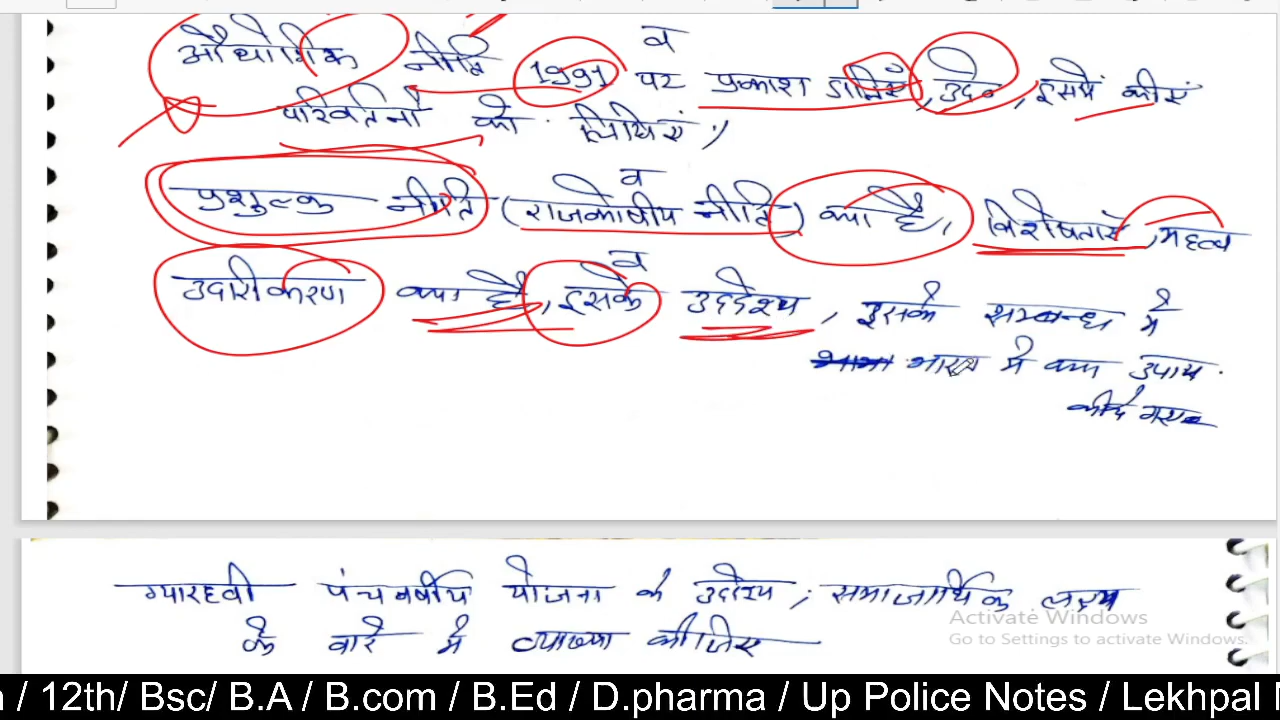 व
औद्योगिक नीति 1991 पर प्रकाश डालिए, उद्दे०, इसमें कीए
परिवर्तनों को लिखिए,
व
प्रशुल्क नीति (राजकोषीय नीति) क्या है, विशेषताये, महत्व
व
उदारीकरण क्या है, इसके उद्देश्य, इसके सम्बन्ध में
भारत में क्या उपाय
ग्यारहवी पंचवर्षीय योजना के उद्देश्य, समाजार्थिक लक्ष्य
के बारे में व्याख्या कीजिए
Activate Windows
Go to Settings to activate Windows.
/ 12th/ Bsc/ B.A / B.com / B.Ed / D.pharma / Up Police Notes / Lekhpal